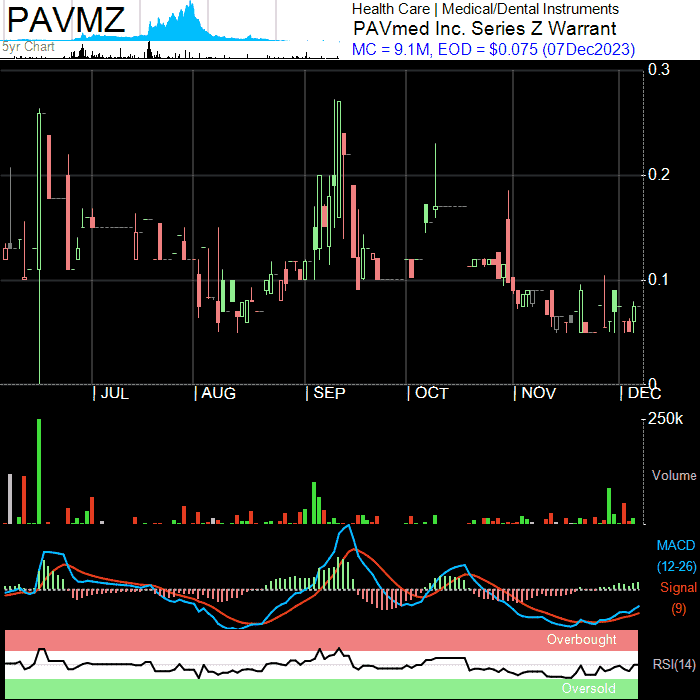 PAVMZ
5yr Chart
Health Care | Medical/Dental Instruments
PAVmed Inc. Series Z Warrant
MC = 9.1M, EOD = $0.075 (07Dec2023)
0.3
0.2
0.1
0
| JUL | AUG | SEP | OCT | NOV | DEC
250k
Volume
MACD
(12-26)
Signal
(9)
Overbought
RSI(14)
Oversold